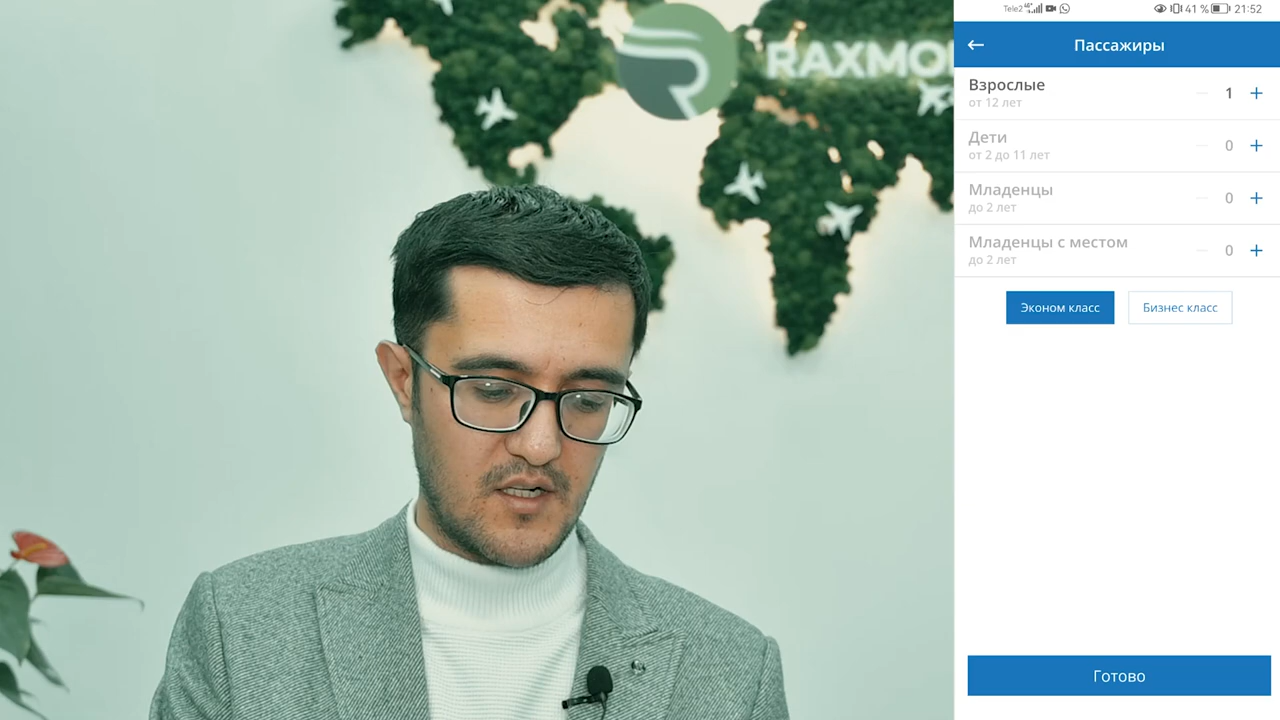 RAXMO
Tele2 4G 41 % 21:52
Пассажиры
Взрослые
от 12 лет
1
Дети
от 2 до 11 лет
0
Младенцы
до 2 лет
0
Младенцы с местом
до 2 лет
0
Эконом класс
Бизнес класс
Готово